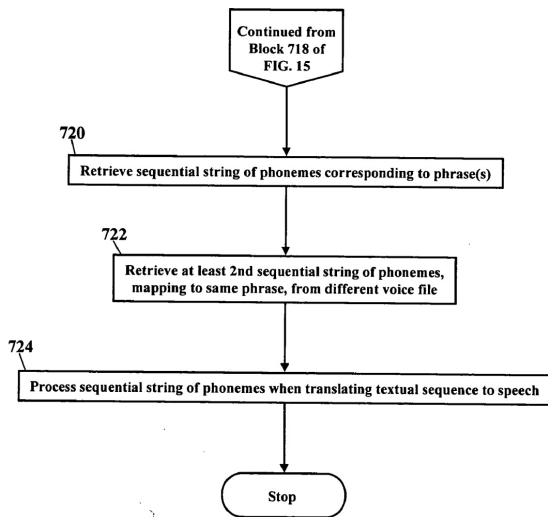 Continued from
Block 718 of
FIG. 15
720
Retrieve sequential string of phonemes corresponding to phrase(s)
722
Retrieve at least 2nd sequential string of phonemes,
mapping to same phrase, from different voice file
724
Process sequential string of phonemes when translating textual sequence to speech
Stop